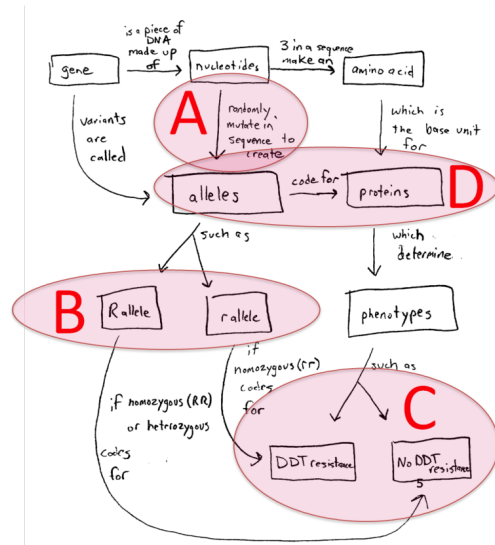 is a piece of
DNA
made up
of
3 in a sequence
make an
gene
nucleotides
amino acid
A
randomly
mutate in
sequence to
create
variants
are
called
which is
the base unit
for
alleles
code for
proteins
D
such as
which
determine
B
R allele
r allele
phenotypes
if
homozygous (rr)
codes
for
such as
C
if homozygous (RR)
or heterozygous
codes
for
DDT resistance
No DDT
resistance
5